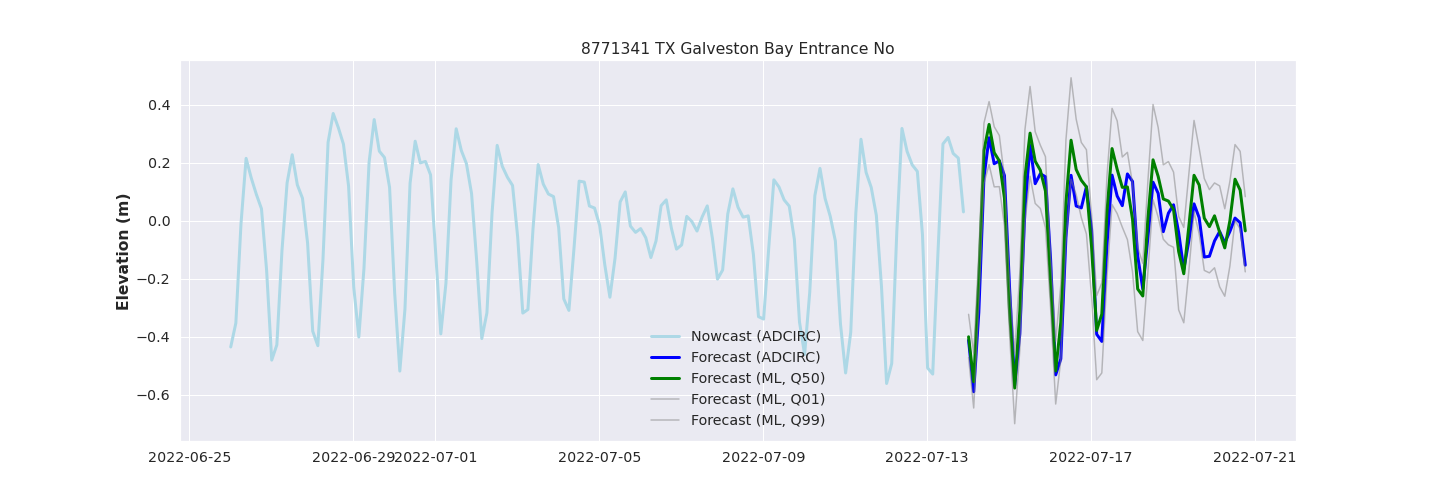 8771341 TX Galveston Bay Entrance No
Elevation (m)
0.4
0.2
0.0
−0.2
−0.4
−0.6
Nowcast (ADCIRC)
Forecast (ADCIRC)
Forecast (ML, Q50)
Forecast (ML, Q01)
Forecast (ML, Q99)
2022-06-25 2022-06-29 2022-07-01 2022-07-05 2022-07-09 2022-07-13 2022-07-17 2022-07-21